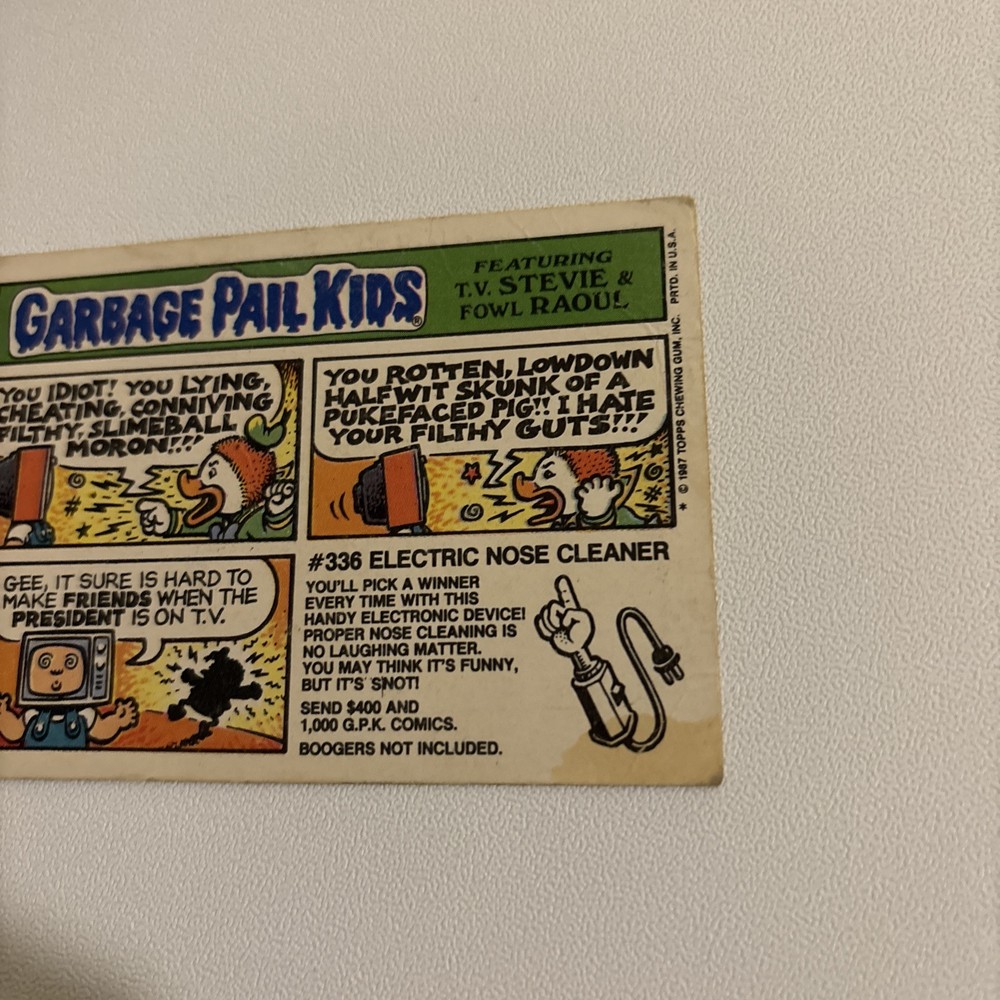 GARBAGE PAIL KIDS®
FEATURING
T.V. STEVIE &
FOWL RAOUL
YOU IDIOT! YOU LYING,
CHEATING, CONNIVING
FILTHY, SLIMEBALL
MORON!!!
YOU ROTTEN, LOWDOWN
HALFWIT SKUNK OF A
PUKEFACED PIG!! I HATE
YOUR FILTHY GUTS!!!
GEE, IT SURE IS HARD TO
MAKE FRIENDS WHEN THE
PRESIDENT IS ON T.V.
#336 ELECTRIC NOSE CLEANER
YOU'LL PICK A WINNER
EVERY TIME WITH THIS
HANDY ELECTRONIC DEVICE!
PROPER NOSE CLEANING IS
NO LAUGHING MATTER.
YOU MAY THINK IT'S FUNNY,
BUT IT'S SNOT!
SEND $400 AND
1,000 G.P.K. COMICS.
BOOGERS NOT INCLUDED.
* © 1987 TOPPS CHEWING GUM, INC. PRTD. IN U.S.A.